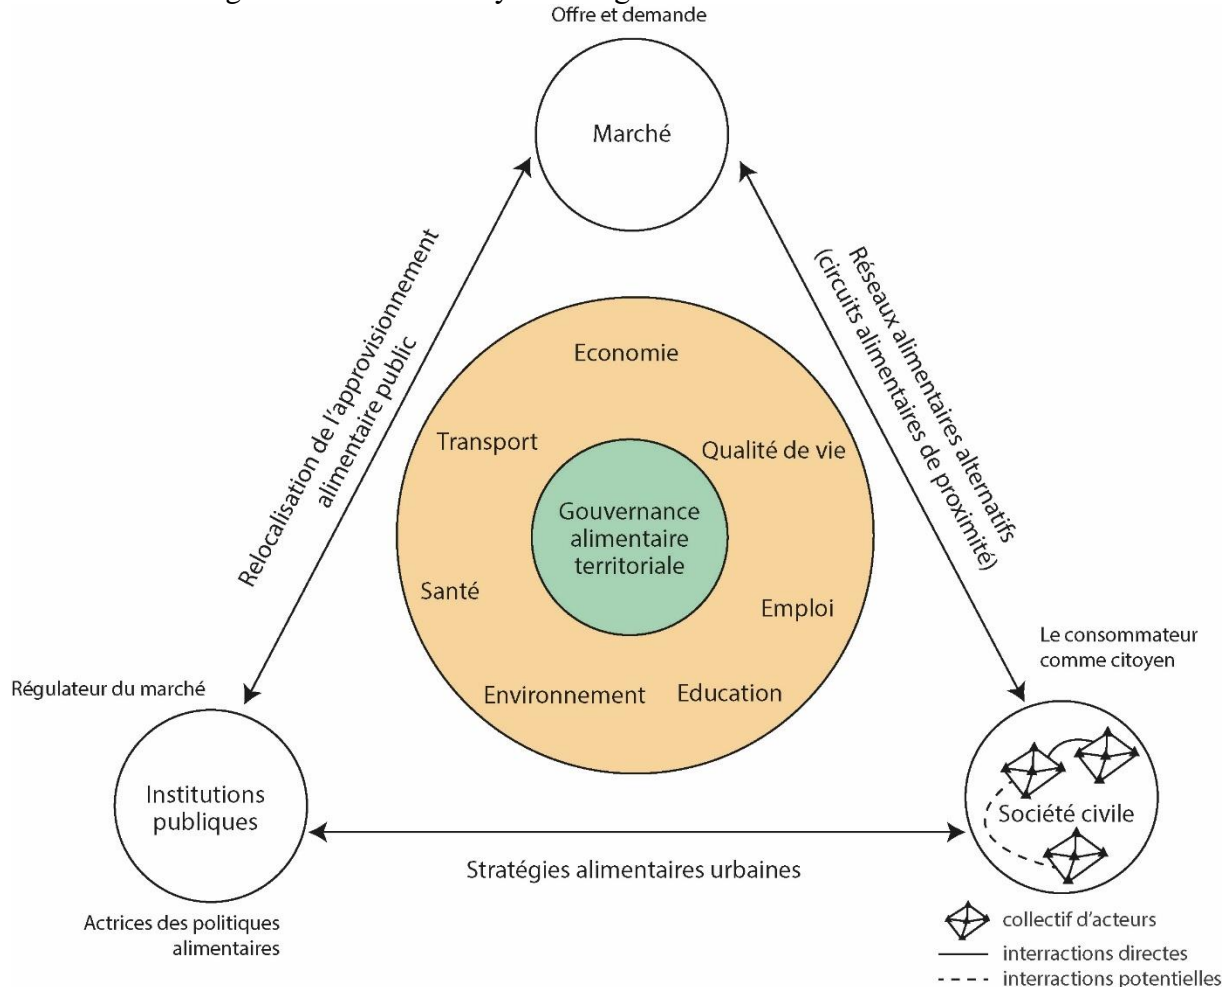 Offre et demande
Marché
Relocalisation de l'approvisionnement
alimentaire public
Réseaux alimentaires alternatifs
(circuits alimentaires de proximité)
Economie
Transport
Qualité de vie
Gouvernance
alimentaire
territoriale
Santé
Emploi
Environnement
Education
Le consommateur
comme citoyen
Régulateur du marché
Institutions
publiques
Société civile
Stratégies alimentaires urbaines
Actrices des politiques
alimentaires
collectif d'acteurs
interractions directes
interractions potentielles